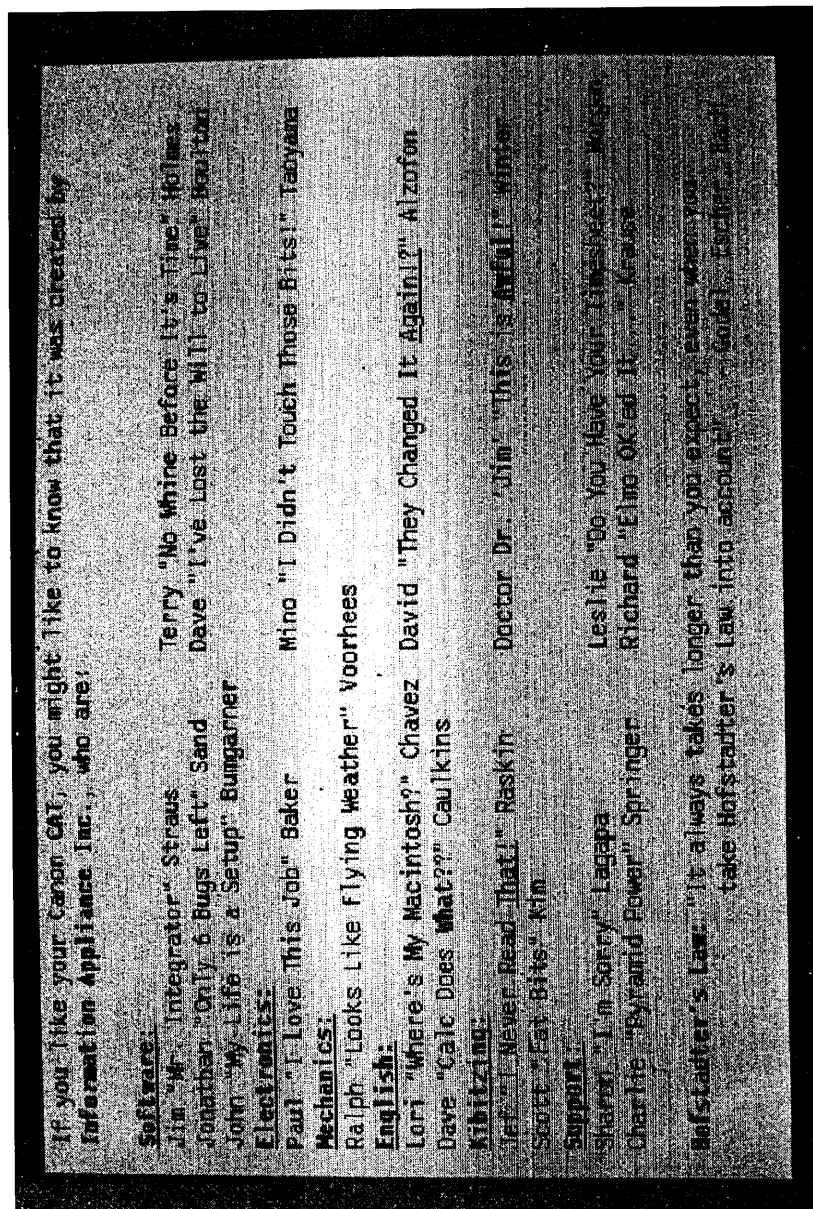 If you like your Canon CAT, you might like to know that it was created by
Information Appliance Inc., who are:
Software:
Jim "Mr. Integrator" Straus Terry "No Whine Before It's Time" Holmes
Jonathan "Only 6 Bugs Left" Sand Dave "I've Lost the Will to Live" Boulton
John "My Life is a Setup" Bumgarner
Electronics:
Paul "I Love This Job" Baker Mino "I Didn't Touch Those Bits!" Taoyama
Mechanics:
Ralph "Looks Like Flying Weather" Voorhees
English:
Lori "Where's My Macintosh?" Chavez David "They Changed It Again!?" Alzofon
Dave "Calc Does What??" Caulkins
Kibitzing:
Jef "I Never Read That!" Raskin Doctor Dr. 'Jim' "This is Awful!" Winter
Scott "Fat Bits" Kim
Support:
Sharon "I'm Sorry" Lagapa Leslie "Do You Have Your Timesheet?"
Charlie "Pyramid Power" Springer Richard "Elmo OK'ed It..." Krause
Hofstadter's Law: "It always takes longer than you expect, even when you
take Hofstadter's Law into account" - Godel, Escher, Bach